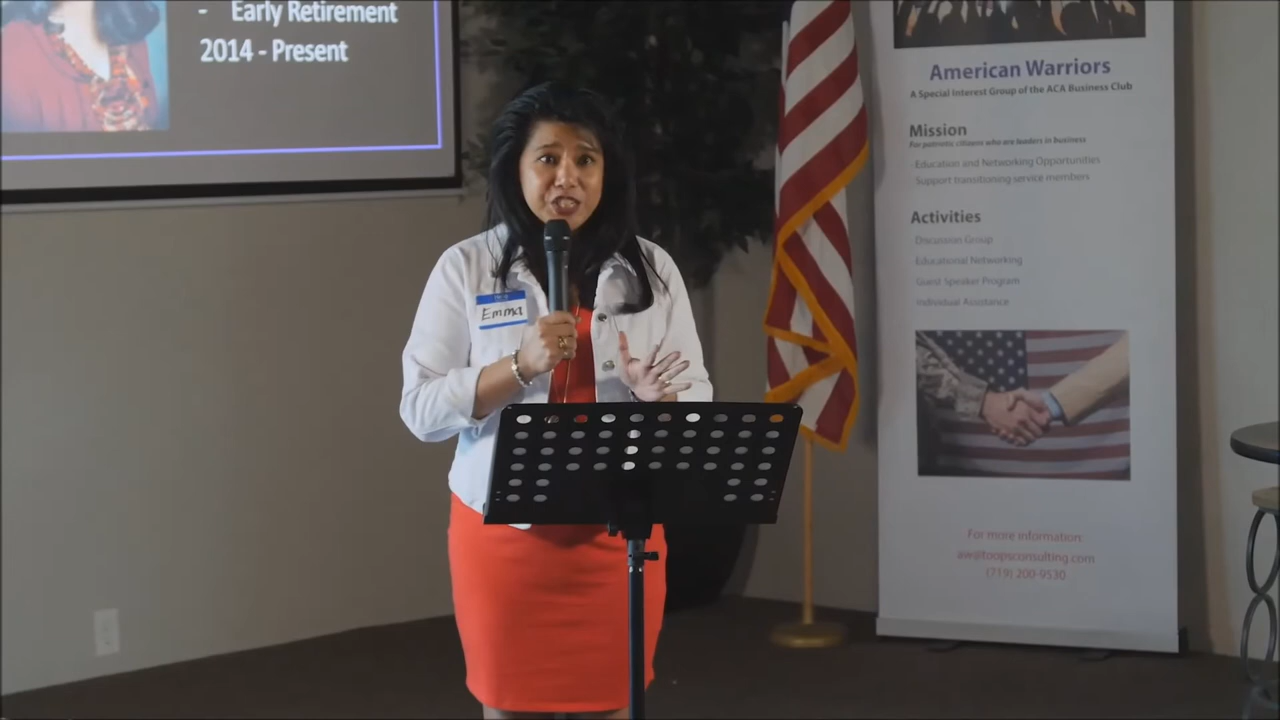 - Early Retirement
2014 - Present
Emma
American Warriors
A Special Interest Group of the ACA Business Club
Mission
For patriotic citizens who are leaders in business
Education and Networking Opportunities
Support transitioning service members
Activities
Discussion Group
Educational Networking
Guest Speaker Program
Individual Assistance
For more information:
aw@toopsconsulting.com
(719) 200-9530